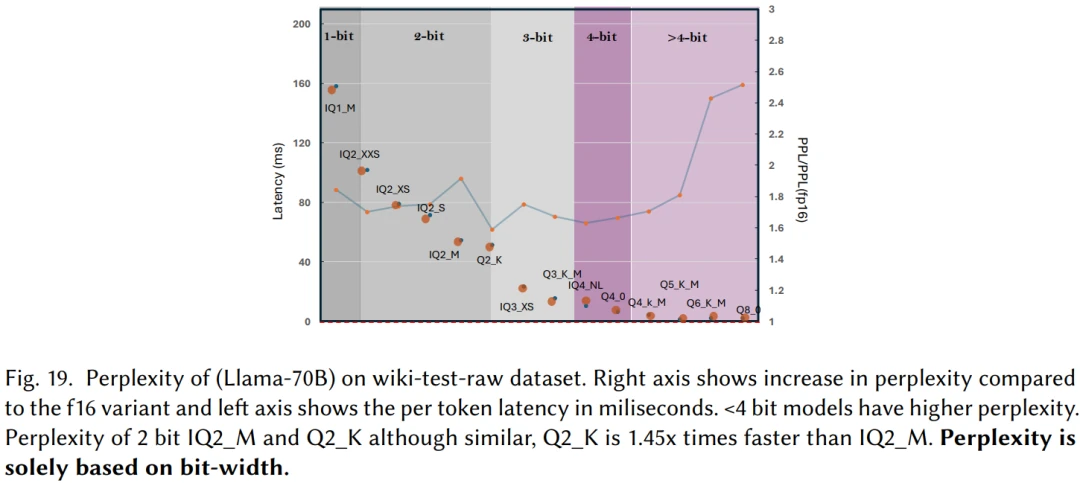 200
160
120
80
40
0
Latency (ms)
1-bit
2-bit
3-bit
4-bit
>4-bit
IQ1_M
IQ2_XXS
IQ2_XS
IQ2_S
IQ2_M
Q2_K
IQ3_XS
Q3_K_M
IQ4_NL
Q4_0
Q4_k_M
Q5_K_M
Q6_K_M
Q8_0
3
2.8
2.6
2.4
2.2
2
1.8
1.6
1.4
1.2
1
PPL/PPL(fp16)
Fig. 19. Perplexity of (Llama-70B) on wiki-test-raw dataset. Right axis shows increase in perplexity compared
to the f16 variant and left axis shows the per token latency in miliseconds. <4 bit models have higher perplexity.
Perplexity of 2 bit IQ2_M and Q2_K although similar, Q2_K is 1.45x times faster than IQ2_M. Perplexity is
solely based on bit-width.